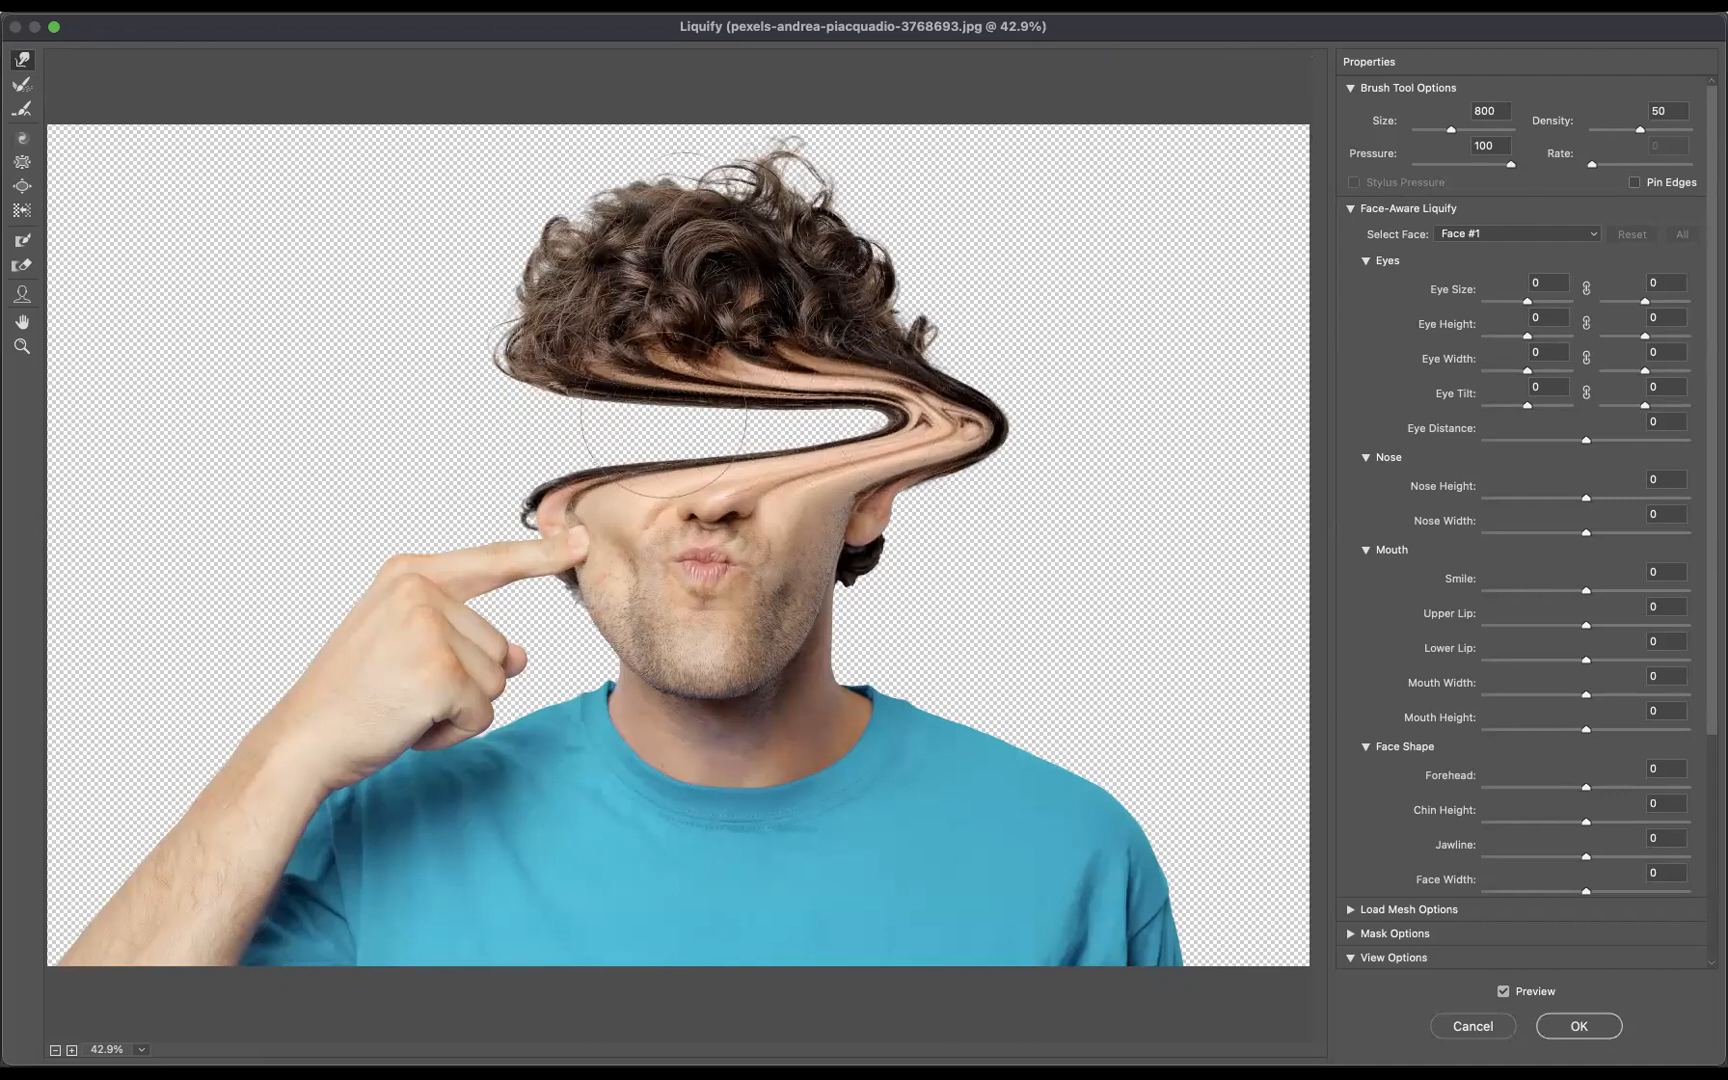 Liquify (pexels-andrea-piacquadio-3768693.jpg @ 42.9%)
Properties
Brush Tool Options
Size: 800 Density: 50
Pressure: 100 Rate: 0
Stylus Pressure Pin Edges
Face-Aware Liquify
Select Face: Face #1 Reset All
Eyes
Eye Size: 0 0
Eye Height: 0 0
Eye Width: 0 0
Eye Tilt: 0 0
Eye Distance: 0
Nose
Nose Height: 0
Nose Width: 0
Mouth
Smile: 0
Upper Lip: 0
Lower Lip: 0
Mouth Width: 0
Mouth Height: 0
Face Shape
Forehead: 0
Chin Height: 0
Jawline: 0
Face Width: 0
Load Mesh Options
Mask Options
View Options
Preview
Cancel OK
42.9%